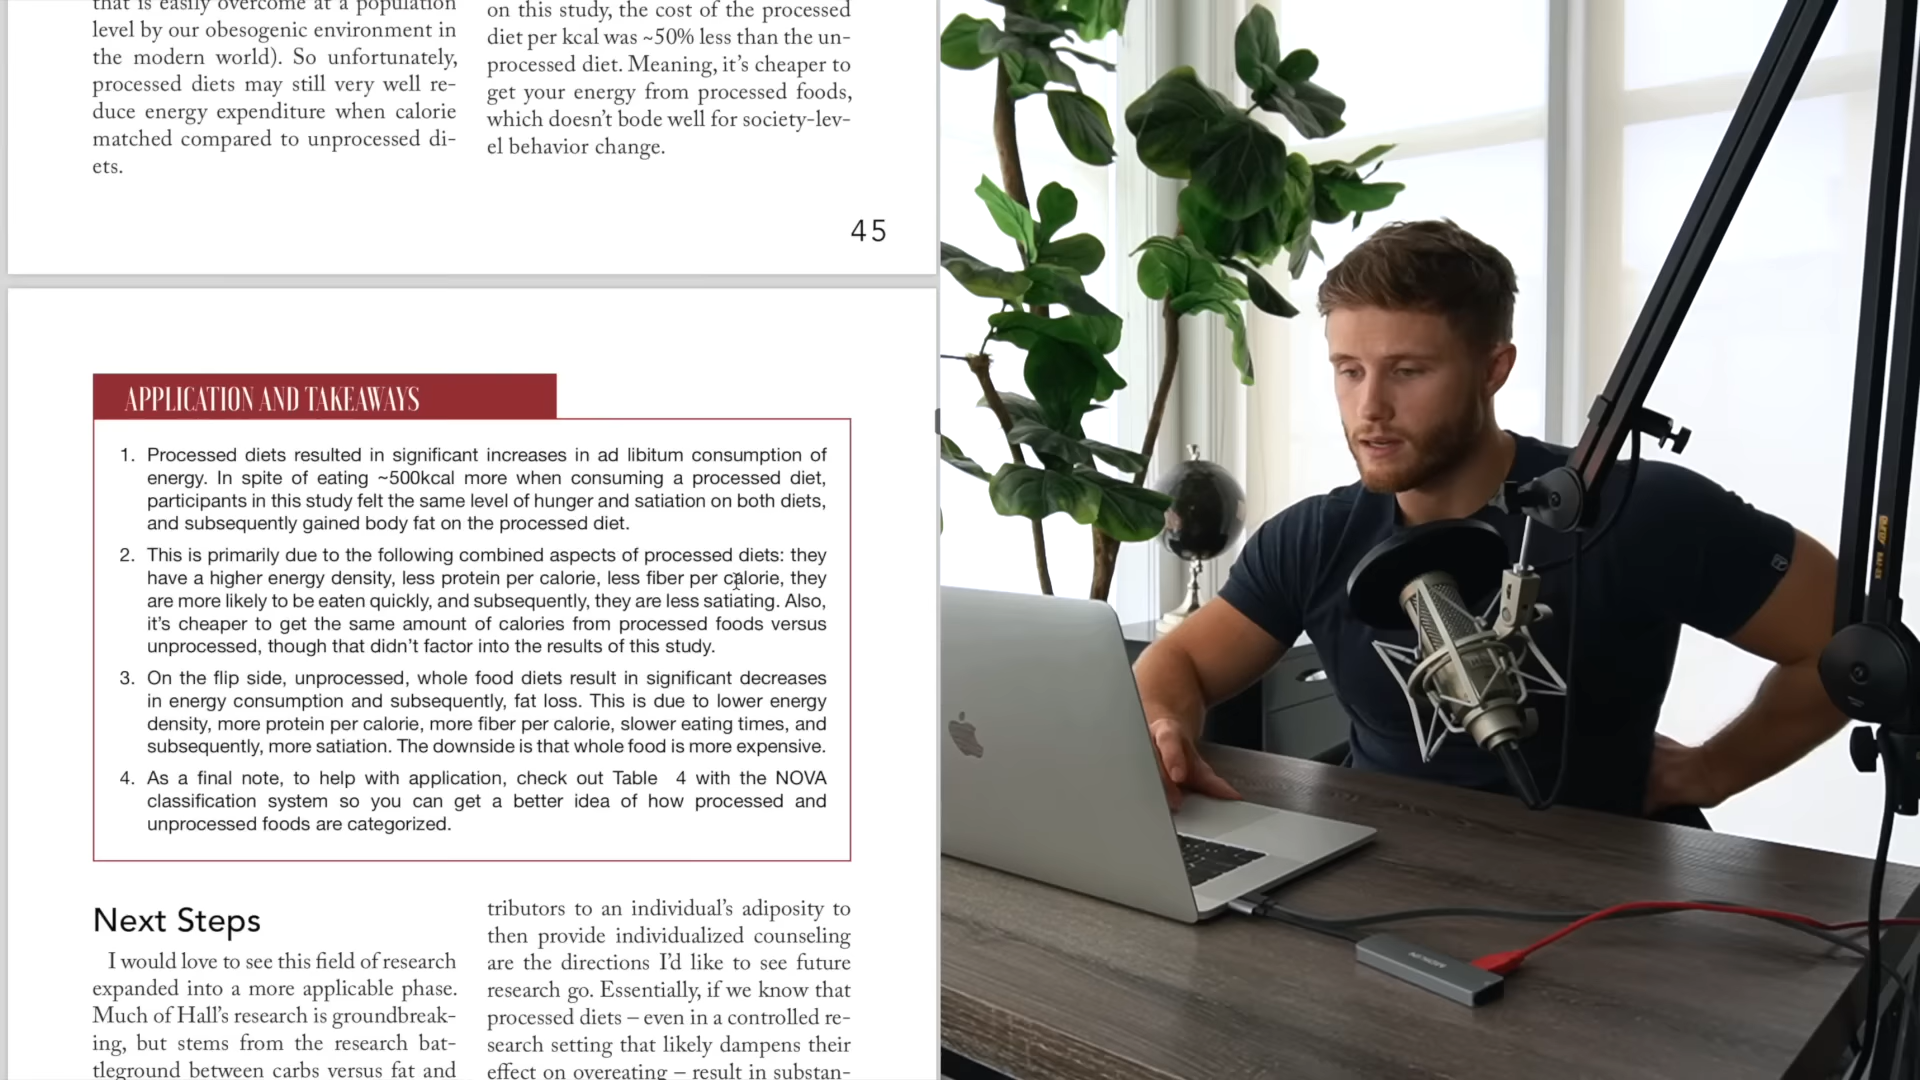 that is easily overcome at a population
level by our obesogenic environment in
the modern world). So unfortunately,
processed diets may still very well re-
duce energy expenditure when calorie
matched compared to unprocessed di-
ets.
on this study, the cost of the processed
diet per kcal was ~50% less than the un-
processed diet. Meaning, it's cheaper to
get your energy from processed foods,
which doesn't bode well for society-lev-
el behavior change.
45
APPLICATION AND TAKEAWAYS
1. Processed diets resulted in significant increases in ad libitum consumption of
energy. In spite of eating ~500kcal more when consuming a processed diet,
participants in this study felt the same level of hunger and satiation on both diets,
and subsequently gained body fat on the processed diet.
2. This is primarily due to the following combined aspects of processed diets: they
have a higher energy density, less protein per calorie, less fiber per calorie, they
are more likely to be eaten quickly, and subsequently, they are less satiating. Also,
it's cheaper to get the same amount of calories from processed foods versus
unprocessed, though that didn't factor into the results of this study.
3. On the flip side, unprocessed, whole food diets result in significant decreases
in energy consumption and subsequently, fat loss. This is due to lower energy
density, more protein per calorie, more fiber per calorie, slower eating times, and
subsequently, more satiation. The downside is that whole food is more expensive.
4. As a final note, to help with application, check out Table 4 with the NOVA
classification system so you can get a better idea of how processed and
unprocessed foods are categorized.
Next Steps
I would love to see this field of research
expanded into a more applicable phase.
Much of Hall's research is groundbreak-
ing, but stems from the research bat-
tleground between carbs versus fat and
tributors to an individual's adiposity to
then provide individualized counseling
are the directions I'd like to see future
research go. Essentially, if we know that
processed diets – even in a controlled re-
search setting that likely dampens their
effect on overeating – result in substan-